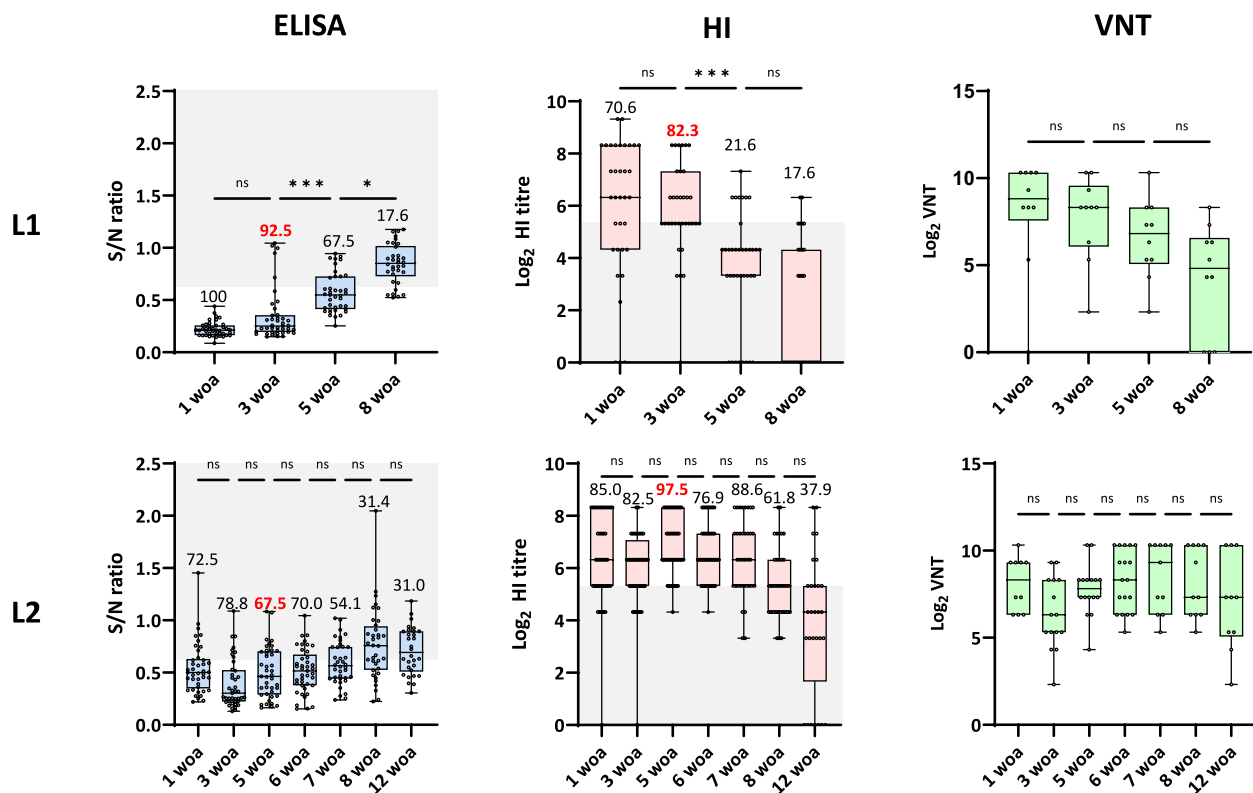 ELISA HI VNT
L1
S/N ratio
2.5
2.0
1.5
1.0
0.5
0.0
ns *** *
100 92.5 67.5 17.6
1 woa 3 woa 5 woa 8 woa
Log2 HI titre
10
8
6
4
2
0
ns *** ns
70.6 82.3 21.6 17.6
1 woa 3 woa 5 woa 8 woa
Log2 VNT
15
10
5
0
ns ns ns
1 woa 3 woa 5 woa 8 woa
L2
S/N ratio
2.5
2.0
1.5
1.0
0.5
0.0
ns ns ns ns ns ns
72.5 78.8 67.5 70.0 54.1 31.4 31.0
1 woa 3 woa 5 woa 6 woa 7 woa 8 woa 12 woa
Log2 HI titre
10
8
6
4
2
0
ns ns ns ns ns ns
85.0 82.5 97.5 76.9 88.6 61.8 37.9
1 woa 3 woa 5 woa 6 woa 7 woa 8 woa 12 woa
Log2 VNT
15
10
5
0
ns ns ns ns ns ns
1 woa 3 woa 5 woa 6 woa 7 woa 8 woa 12 woa